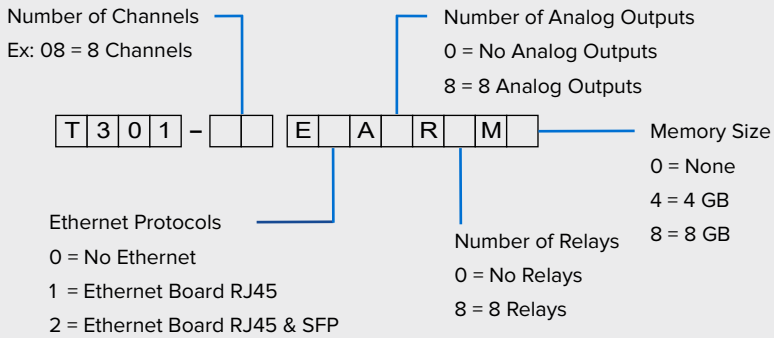 Number of Channels
Ex: 08 = 8 Channels
Number of Analog Outputs
0 = No Analog Outputs
8 = 8 Analog Outputs
T301- E A R M
Memory Size
0 = None
4 = 4 GB
8 = 8 GB
Ethernet Protocols
0 = No Ethernet
1 = Ethernet Board RJ45
2 = Ethernet Board RJ45 & SFP
Number of Relays
0 = No Relays
8 = 8 Relays